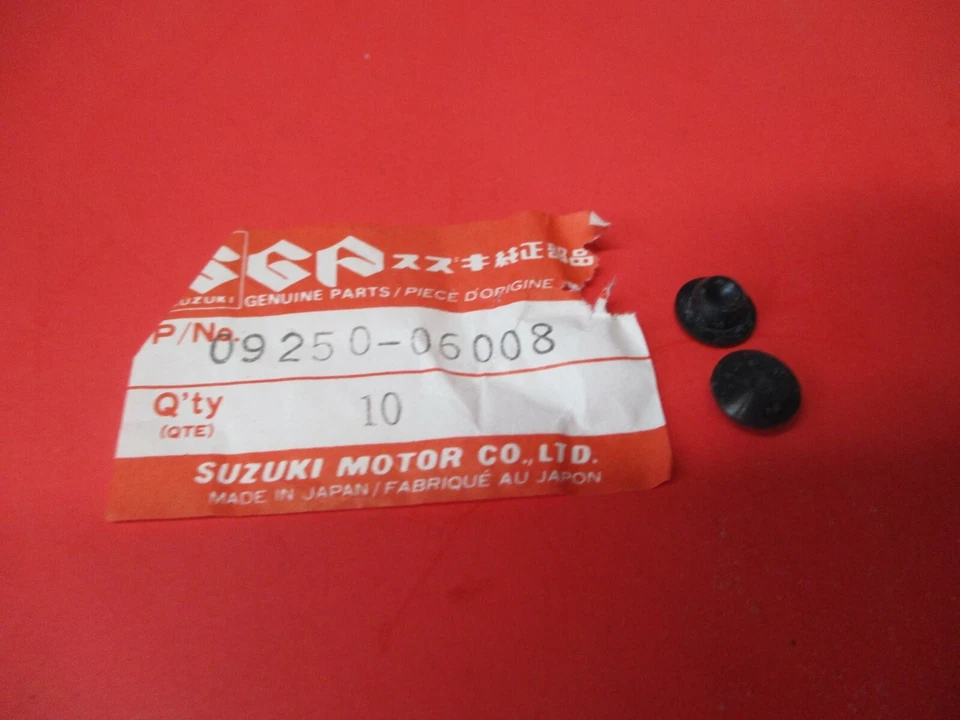 SGP スズキ純正部品
SUZUKI GENUINE PARTS / PIECE D'ORIGINE
P/No. 09250-06008
Q'ty 10
(QTE)
SUZUKI MOTOR CO., LTD.
MADE IN JAPAN / FABRIQUÉ AU JAPON